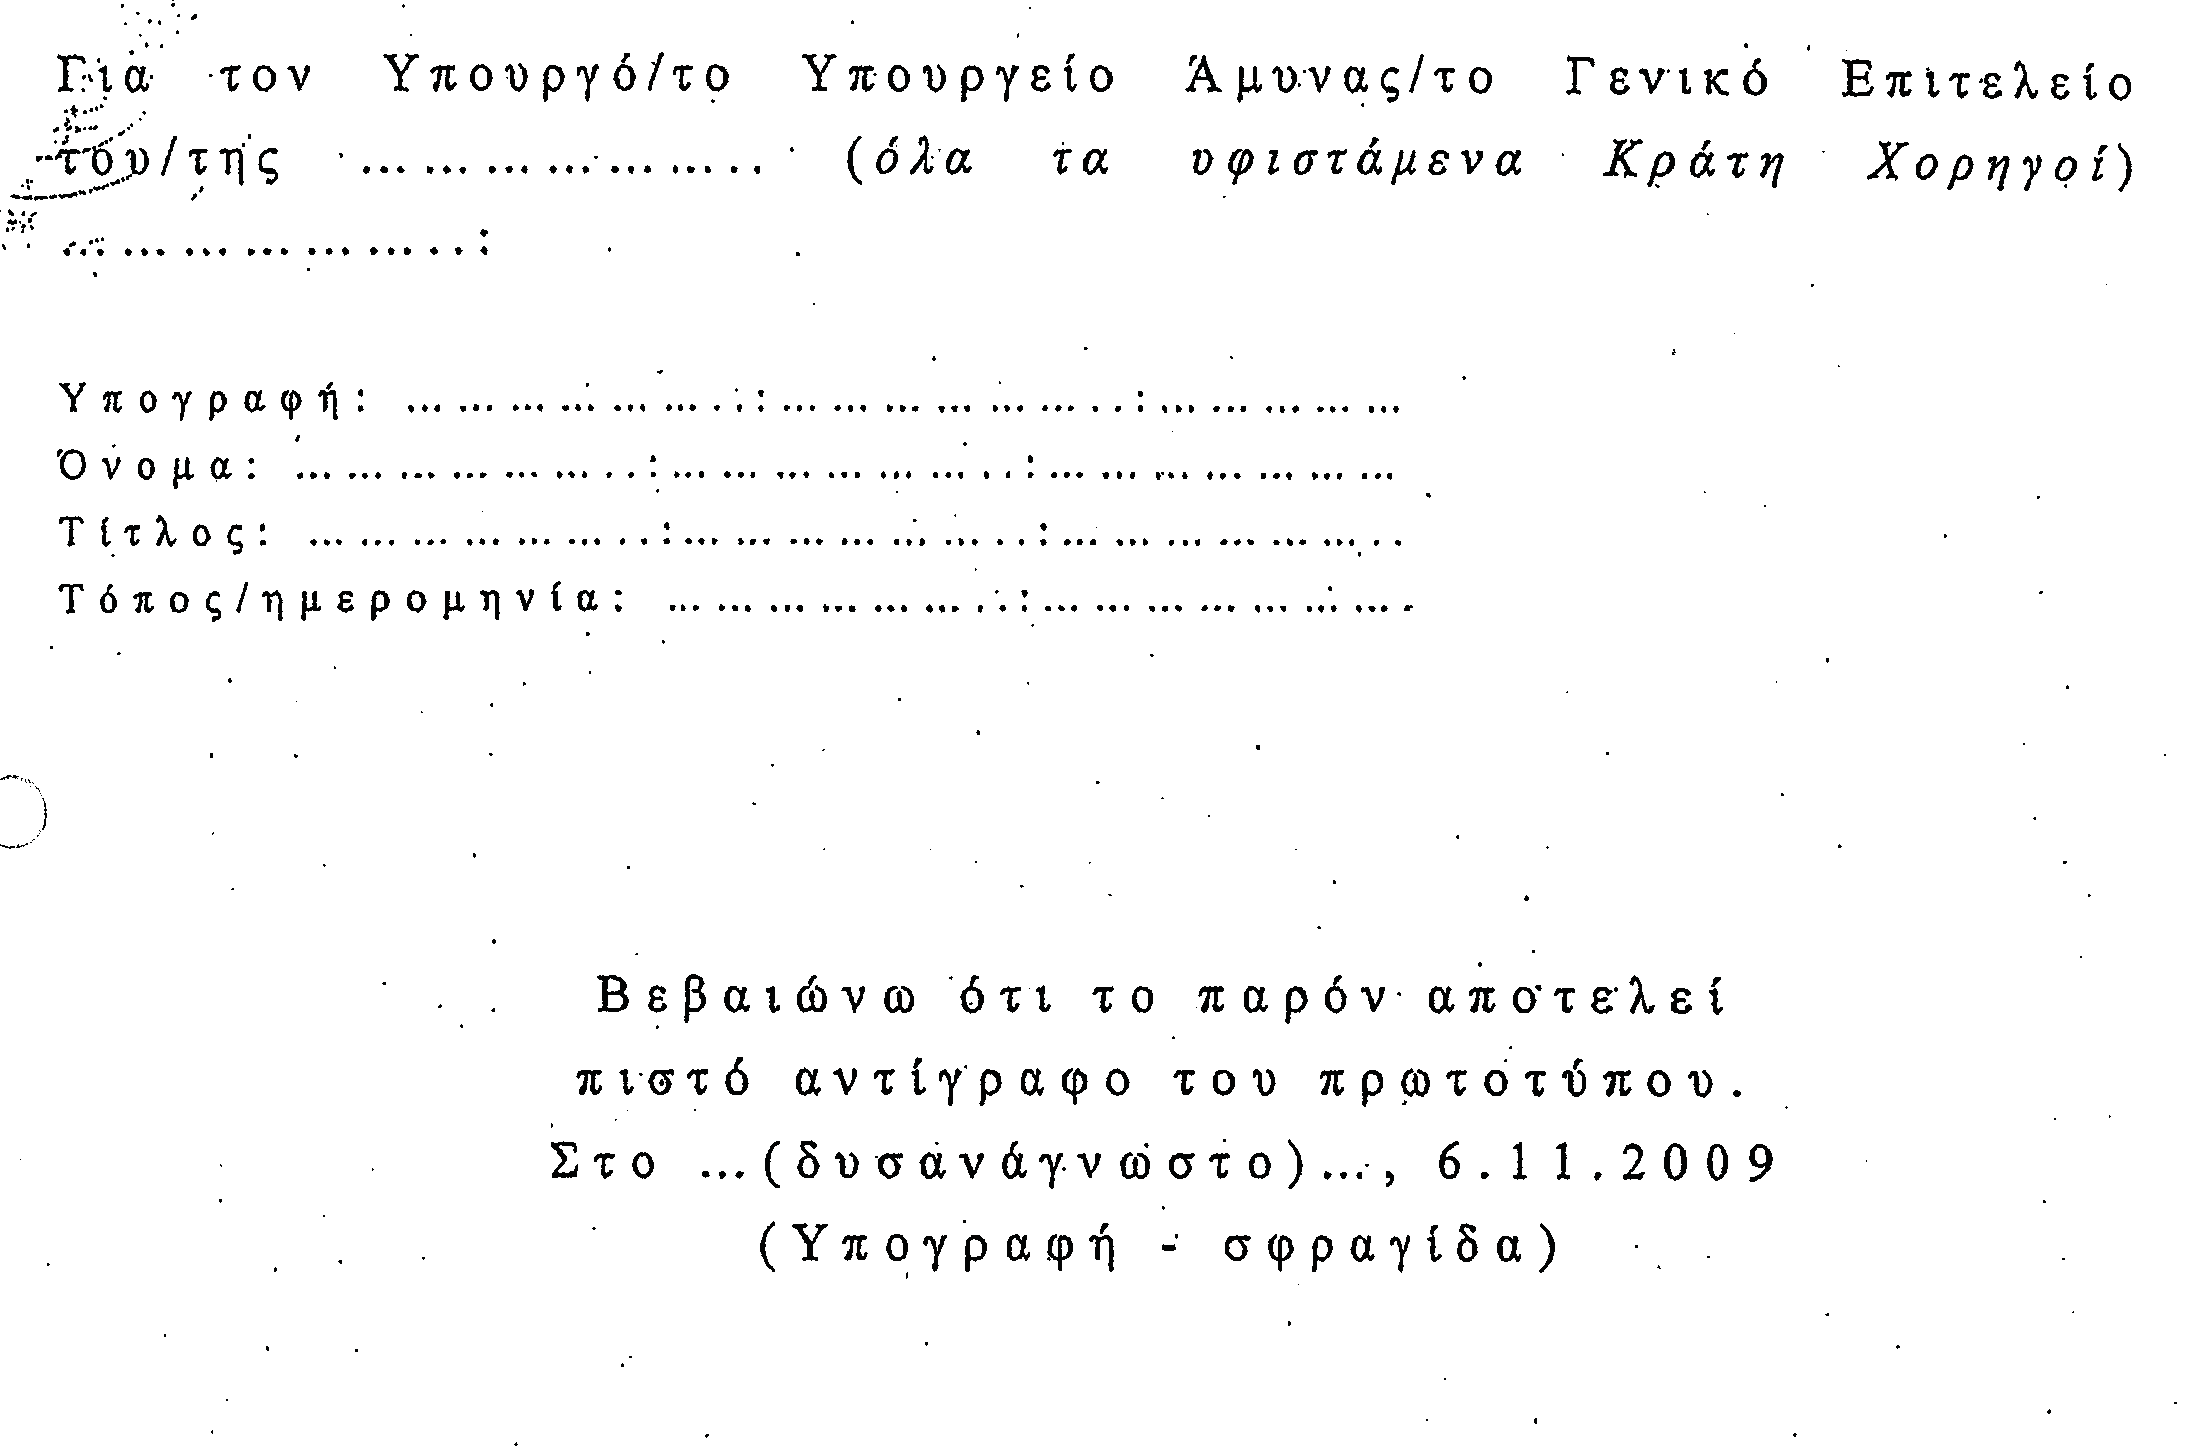 Για τον Υπουργό/το Υπουργείο Άμυνας/το Γενικό Επιτελείο
του/της …………………….. (όλα τα υφιστάμενα Κράτη Χορηγοί)
…………………..:
Υπογραφή: ………………..:………………..:……………
Όνομα: ………………..:………………..:…………………
Τίτλος: ………………..:………………..:………………..
Τόπος/ημερομηνία: ………………..:………………….
Βεβαιώνω ότι το παρόν αποτελεί
πιστό αντίγραφο του πρωτοτύπου.
Στο …(δυσανάγνωστο)…, 6.11.2009
(Υπογραφή - σφραγίδα)